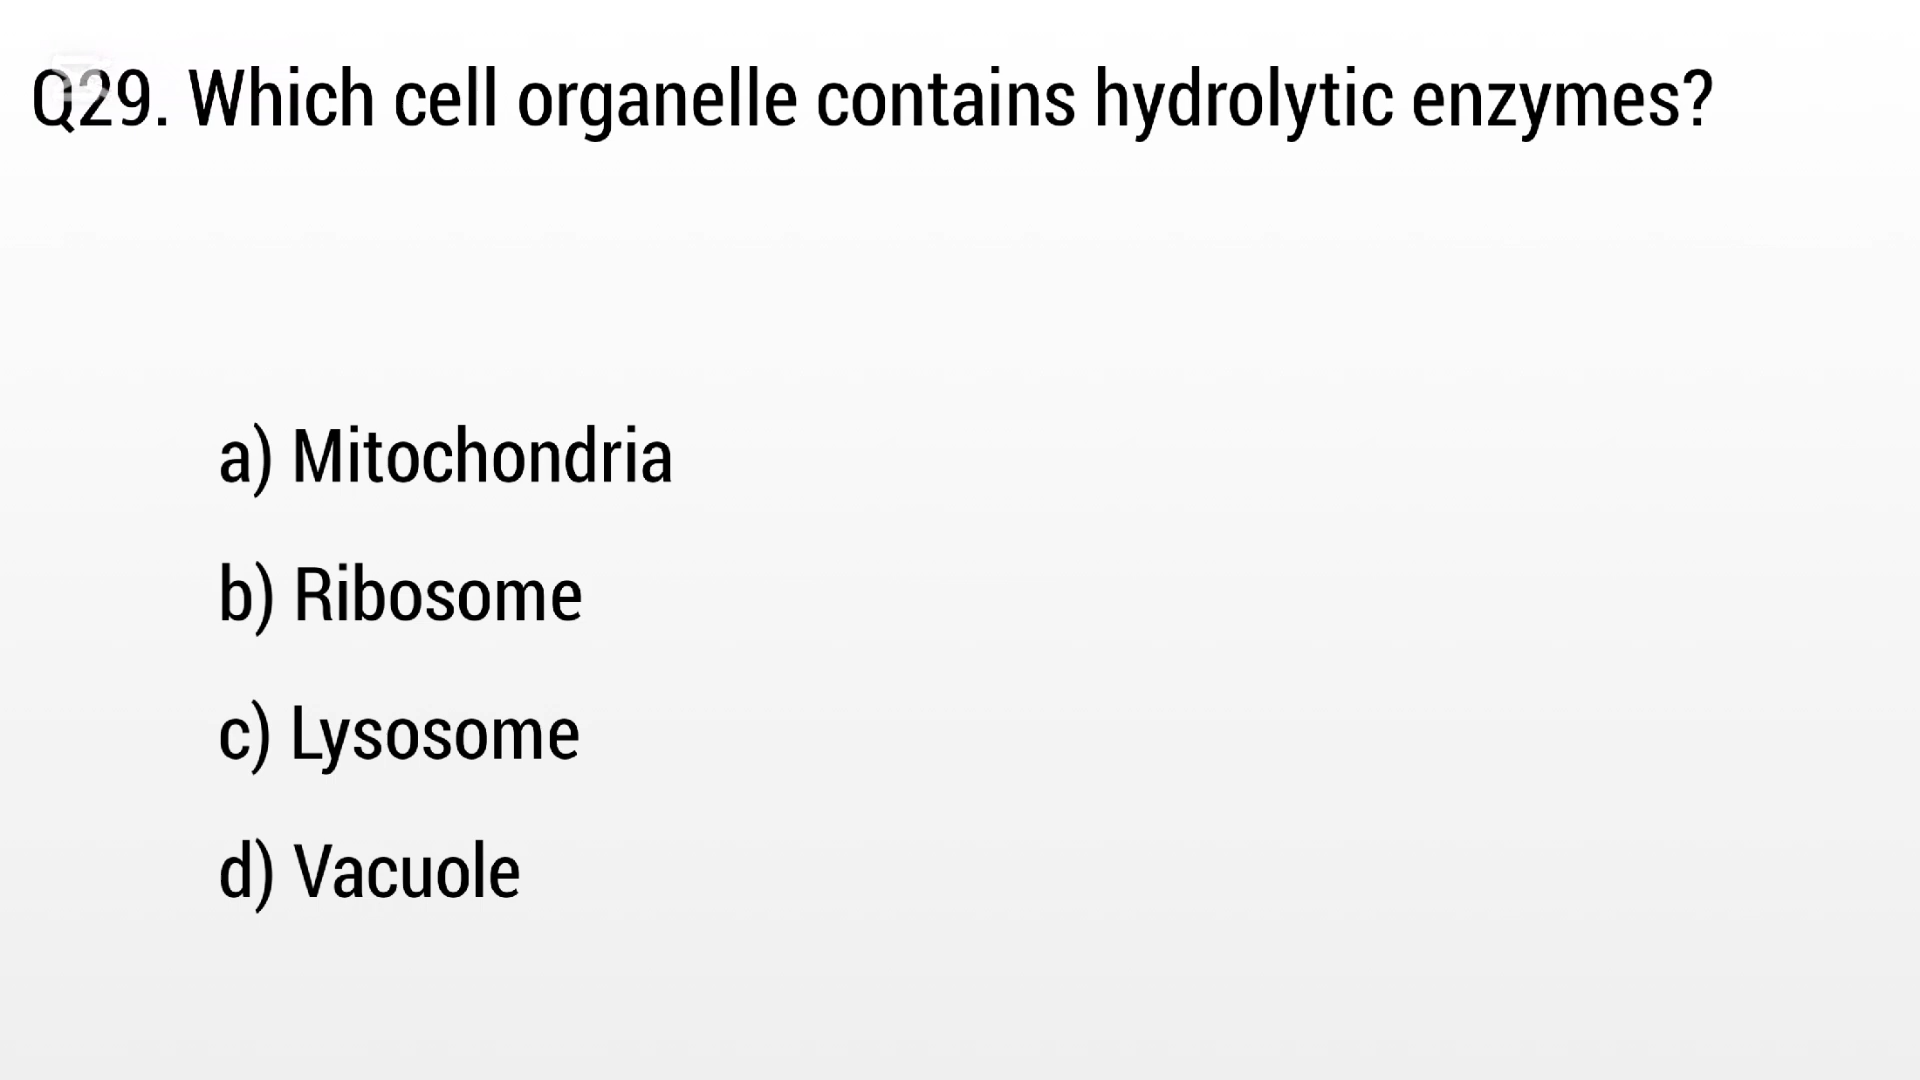 Q29. Which cell organelle contains hydrolytic enzymes?
a) Mitochondria
b) Ribosome
c) Lysosome
d) Vacuole